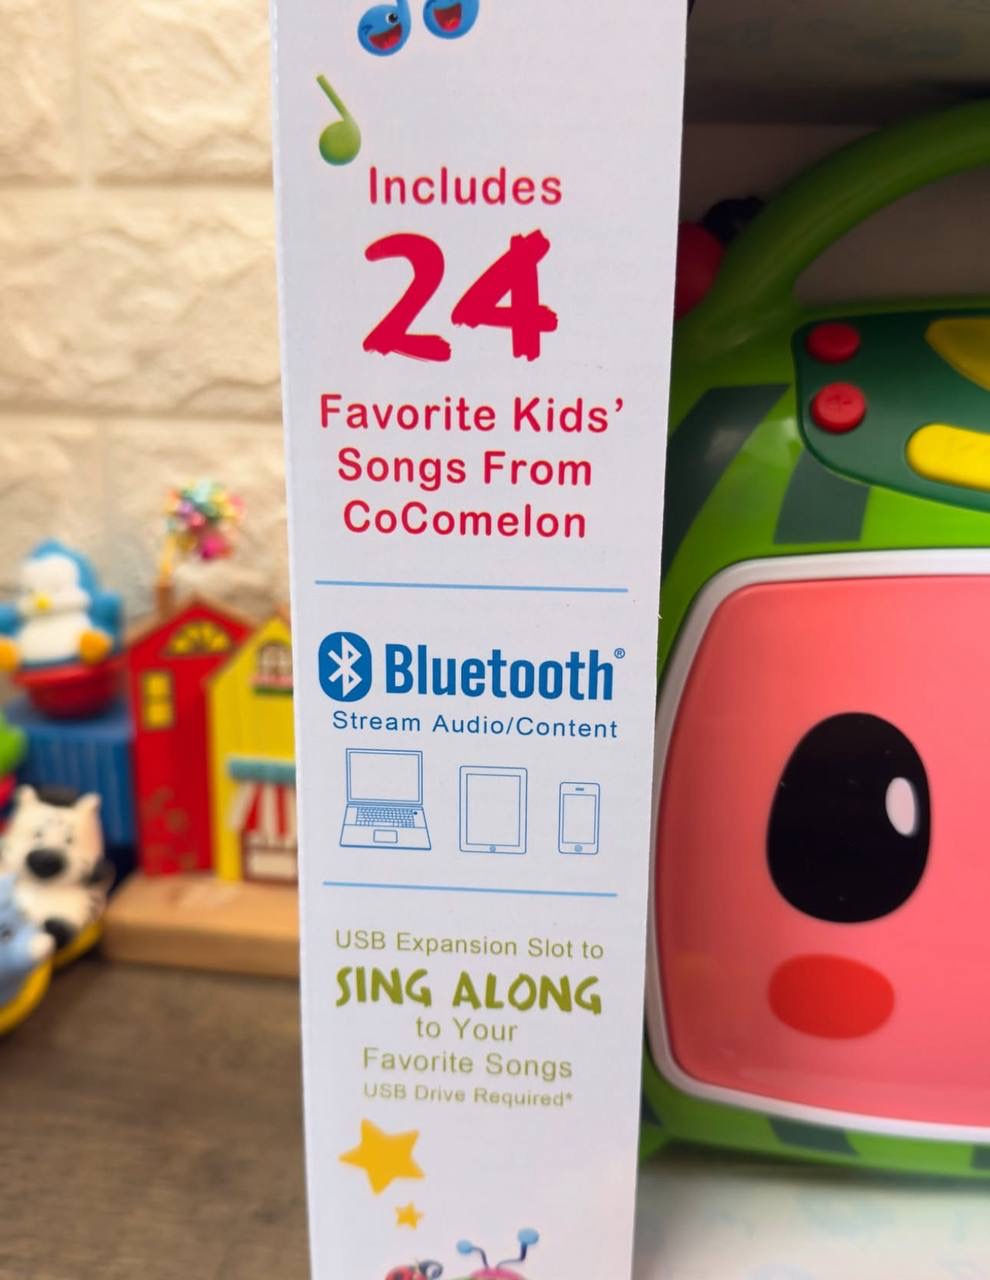 Includes
24
Favorite Kids’
Songs From
CoComelon
Bluetooth®
Stream Audio/Content
USB Expansion Slot to
SING ALONG
to Your
Favorite Songs
USB Drive Required*